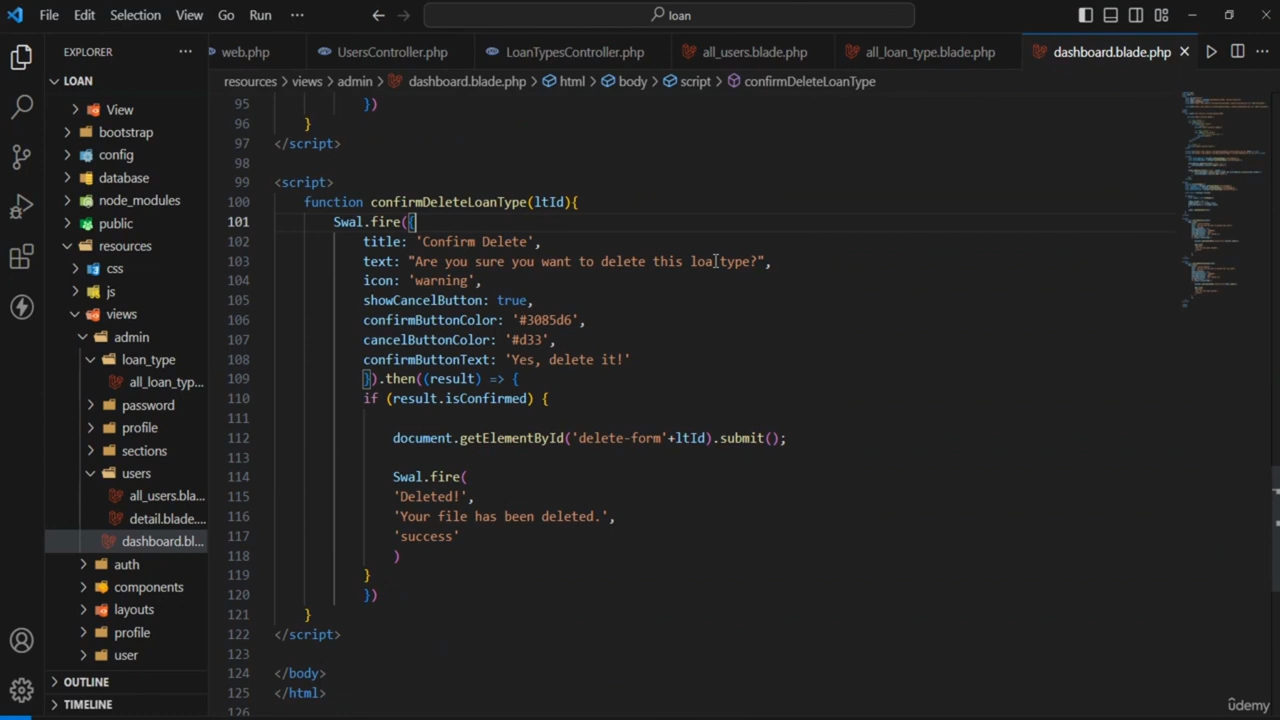 File Edit Selection View Go Run ··· loan
EXPLORER ··· web.php UsersController.php LoanTypesController.php all_users.blade.php all_loan_type.blade.php dashboard.blade.php
LOAN
resources > views > admin > dashboard.blade.php > html > body > script > confirmDeleteLoanType
View
bootstrap
config
database
node_modules
public
resources
css
js
views
admin
loan_type
all_loan_typ...
password
profile
sections
users
all_users.bla...
detail.blade....
dashboard.bl...
auth
components
layouts
profile
user
OUTLINE
TIMELINE
95 })
96 }
97 </script>
98
99 <script>
100 function confirmDeleteLoanType(ltId){
101 Swal.fire({
102 title: 'Confirm Delete',
103 text: "Are you sure you want to delete this loa type?",
104 icon: 'warning',
105 showCancelButton: true,
106 confirmButtonColor: '#3085d6',
107 cancelButtonColor: '#d33',
108 confirmButtonText: 'Yes, delete it!'
109 }).then((result) => {
110 if (result.isConfirmed) {
111
112 document.getElementById('delete-form'+ltId).submit();
113
114 Swal.fire(
115 'Deleted!',
116 'Your file has been deleted.',
117 'success'
118 )
119 }
120 })
121 }
122 </script>
123
124 </body>
125 </html>
126
ûdemy